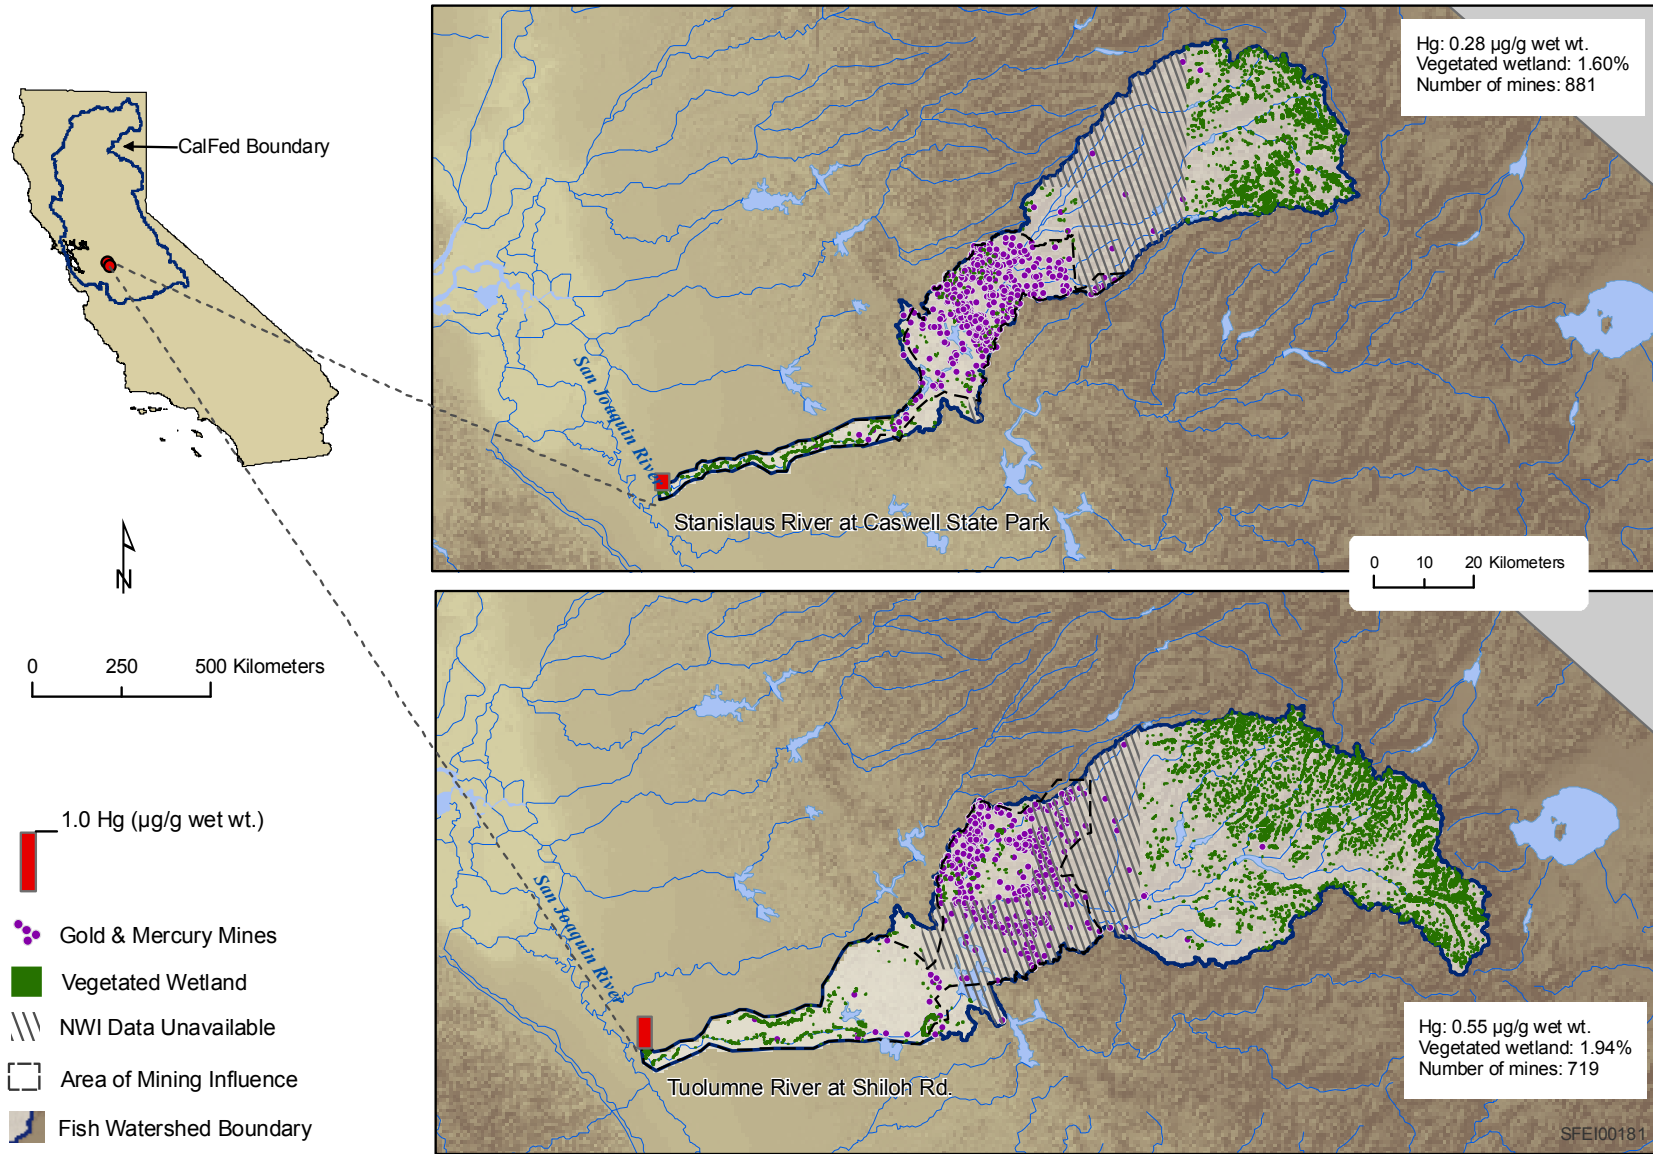 CalFed Boundary
N
0 250 500 Kilometers
1.0 Hg (µg/g wet wt.)
Gold & Mercury Mines
Vegetated Wetland
NWI Data Unavailable
Area of Mining Influence
Fish Watershed Boundary
Hg: 0.28 µg/g wet wt.
Vegetated wetland: 1.60%
Number of mines: 881
San Joaquin River
Stanislaus River at Caswell State Park
0 10 20 Kilometers
San Joaquin River
Tuolumne River at Shiloh Rd.
Hg: 0.55 µg/g wet wt.
Vegetated wetland: 1.94%
Number of mines: 719
SFEI00181